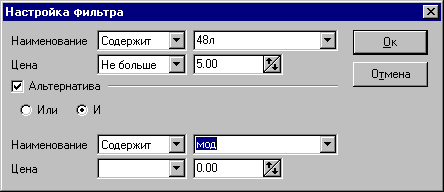 Настройка фильтра
Наименование Содержит 48л Ок
Цена Не больше 5.00 Отмена
Альтернатива
Или И
Наименование Содержит мод
Цена 0.00